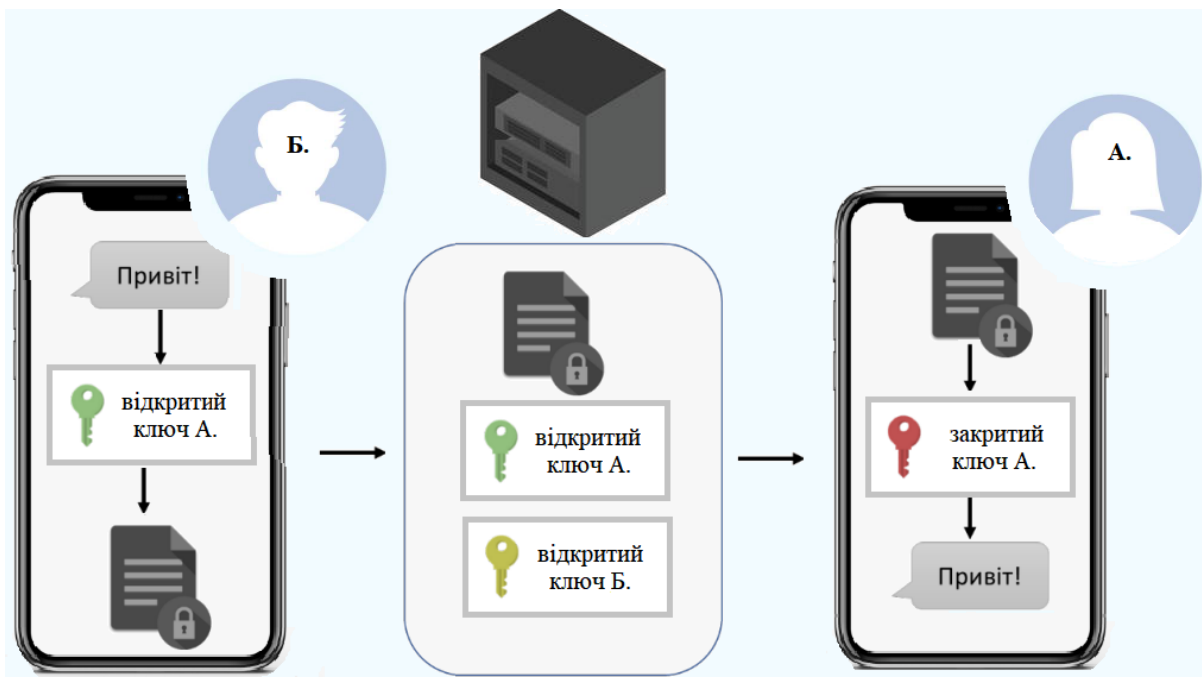 Б.
Привіт!
відкритий
ключ А.
відкритий
ключ А.
відкритий
ключ Б.
А.
закритий
ключ А.
Привіт!